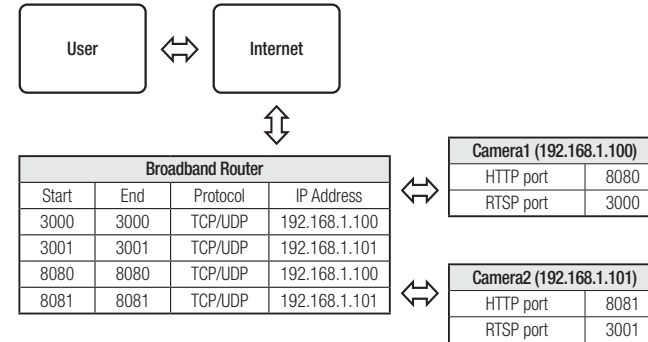 User
Internet
Broadband Router
Start End Protocol IP Address
3000 3000 TCP/UDP 192.168.1.100
3001 3001 TCP/UDP 192.168.1.101
8080 8080 TCP/UDP 192.168.1.100
8081 8081 TCP/UDP 192.168.1.101
Camera1 (192.168.1.100)
HTTP port 8080
RTSP port 3000
Camera2 (192.168.1.101)
HTTP port 8081
RTSP port 3001